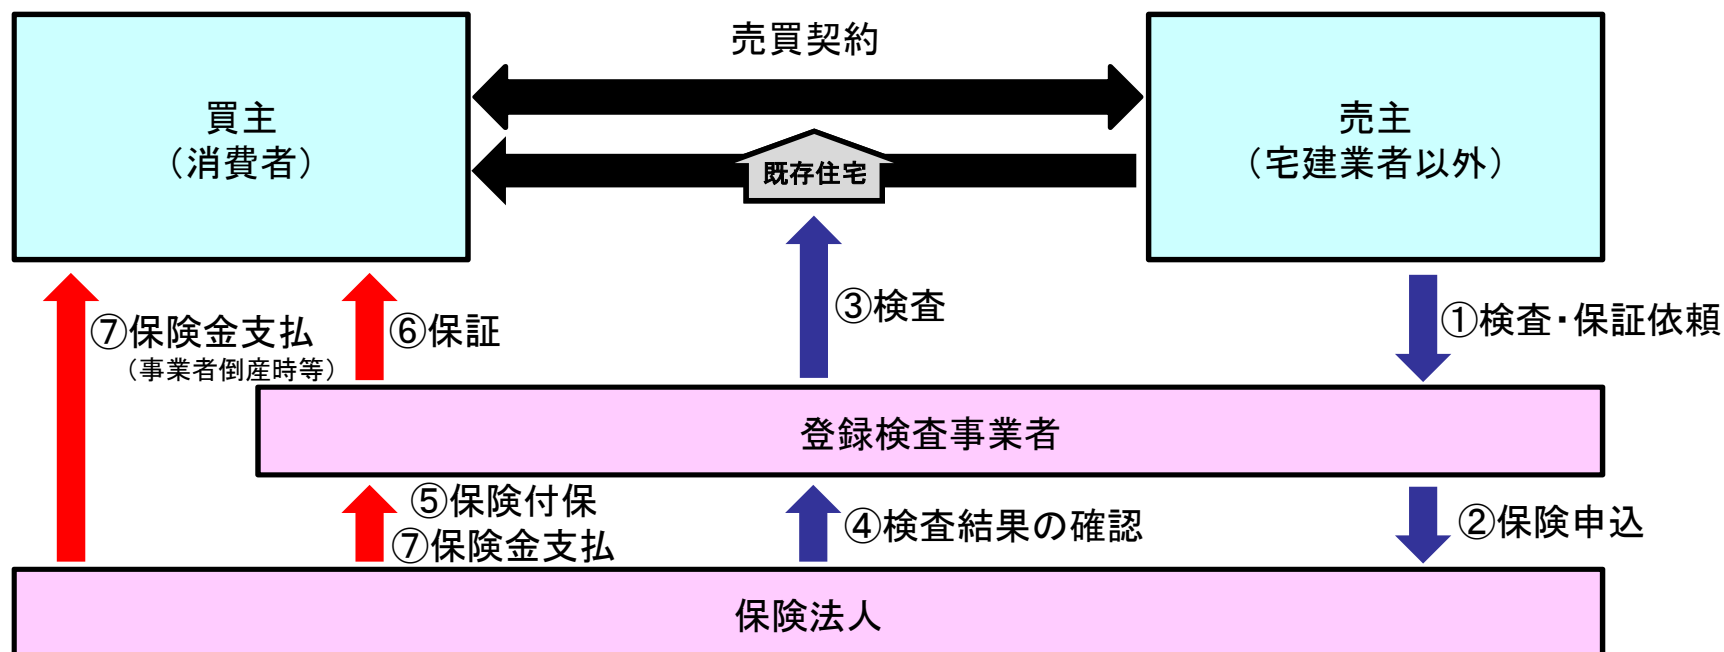 売買契約
買主
（消費者）
売主
（宅建業者以外）
既存住宅
⑦保険金支払
（事業者倒産時等）
⑥保証
③検査
①検査・保証依頼
登録検査事業者
⑤保険付保
⑦保険金支払
④検査結果の確認
②保険申込
保険法人